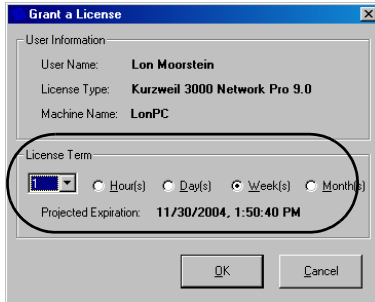 Grant a License
User Information
User Name: Lon Moorstein
License Type: Kurzweil 3000 Network Pro 9.0
Machine Name: LonPC
License Term
1 Hour(s) Day(s) Week(s) Month(s)
Projected Expiration: 11/30/2004, 1:50:40 PM
OK Cancel